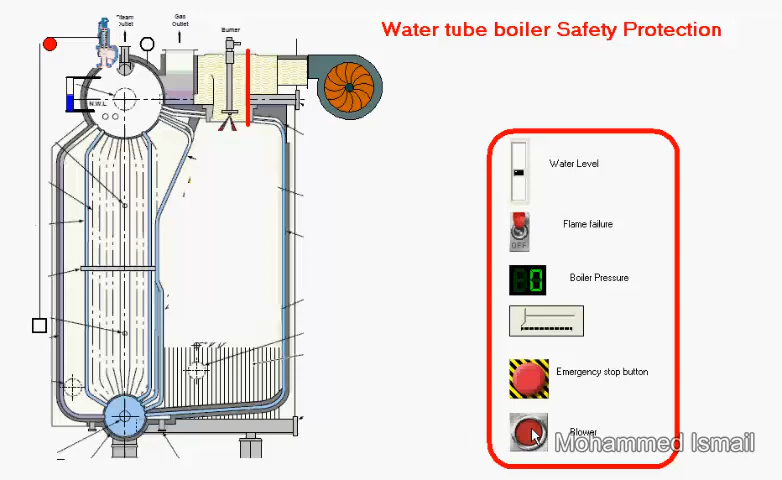 Water tube boiler Safety Protection
Steam
Outlet
Gas
Outlet
Burner
N.W.L
Water Level
Flame failure
OFF
0
Boiler Pressure
Emergency stop button
Blower
Mohammed Ismail